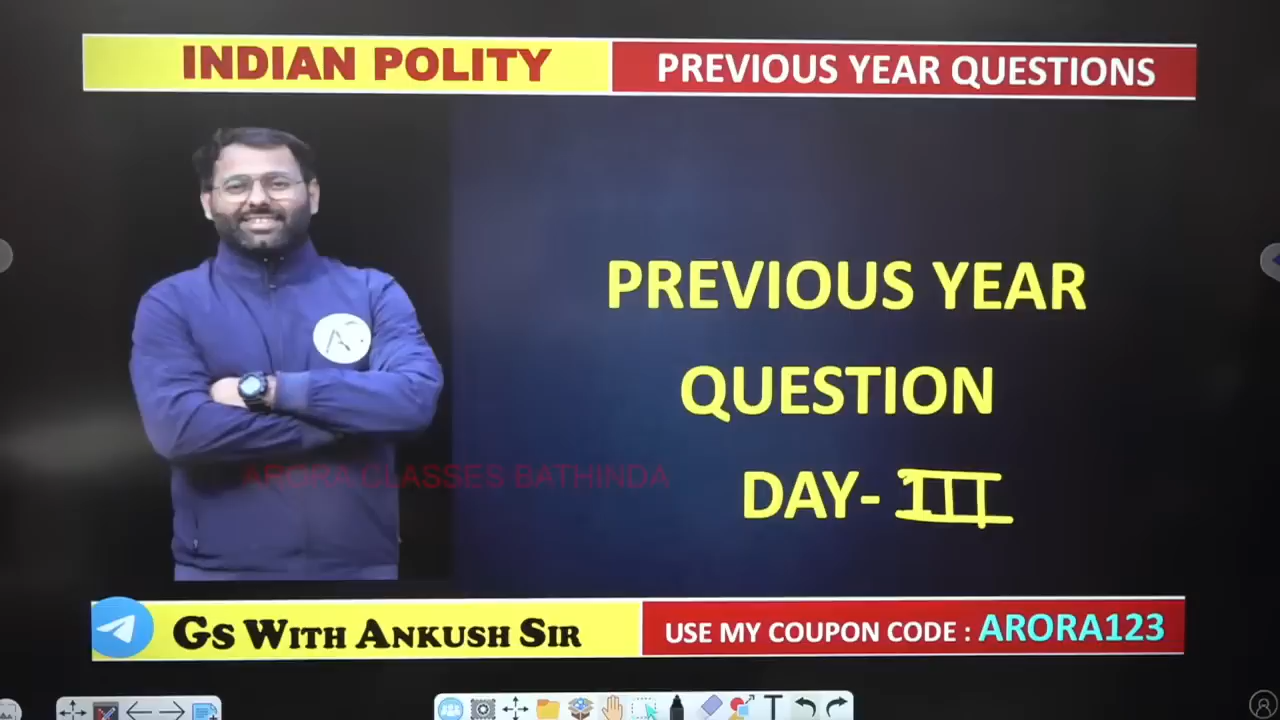 INDIAN POLITY
PREVIOUS YEAR QUESTIONS
PREVIOUS YEAR
QUESTION
DAY- III
ARORA CLASSES BATHINDA
GS WITH ANKUSH SIR
USE MY COUPON CODE : ARORA123